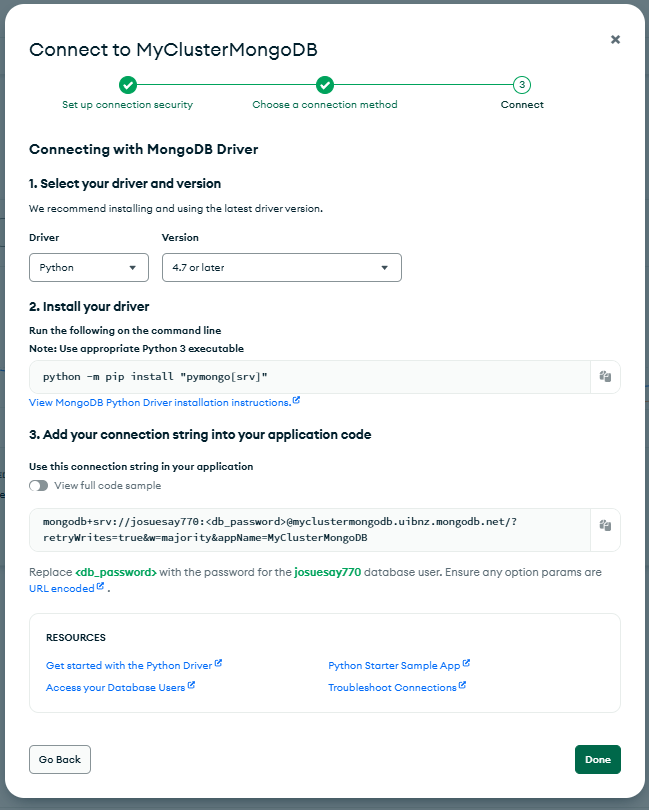 Connect to MyClusterMongoDB
Set up connection security
Choose a connection method
3
Connect
Connecting with MongoDB Driver
1. Select your driver and version
We recommend installing and using the latest driver version.
Driver
Version
Python
4.7 or later
2. Install your driver
Run the following on the command line
Note: Use appropriate Python 3 executable
python -m pip install "pymongo[srv]"
View MongoDB Python Driver installation instructions.
3. Add your connection string into your application code
Use this connection string in your application
View full code sample
mongodb+srv://josuesay770:<db_password>@myclustermongodb.uibnz.mongodb.net/?
retryWrites=true&w=majority&appName=MyClusterMongoDB
Replace <db_password> with the password for the josuesay770 database user. Ensure any option params are
URL encoded .
RESOURCES
Get started with the Python Driver
Python Starter Sample App
Access your Database Users
Troubleshoot Connections
Go Back
Done